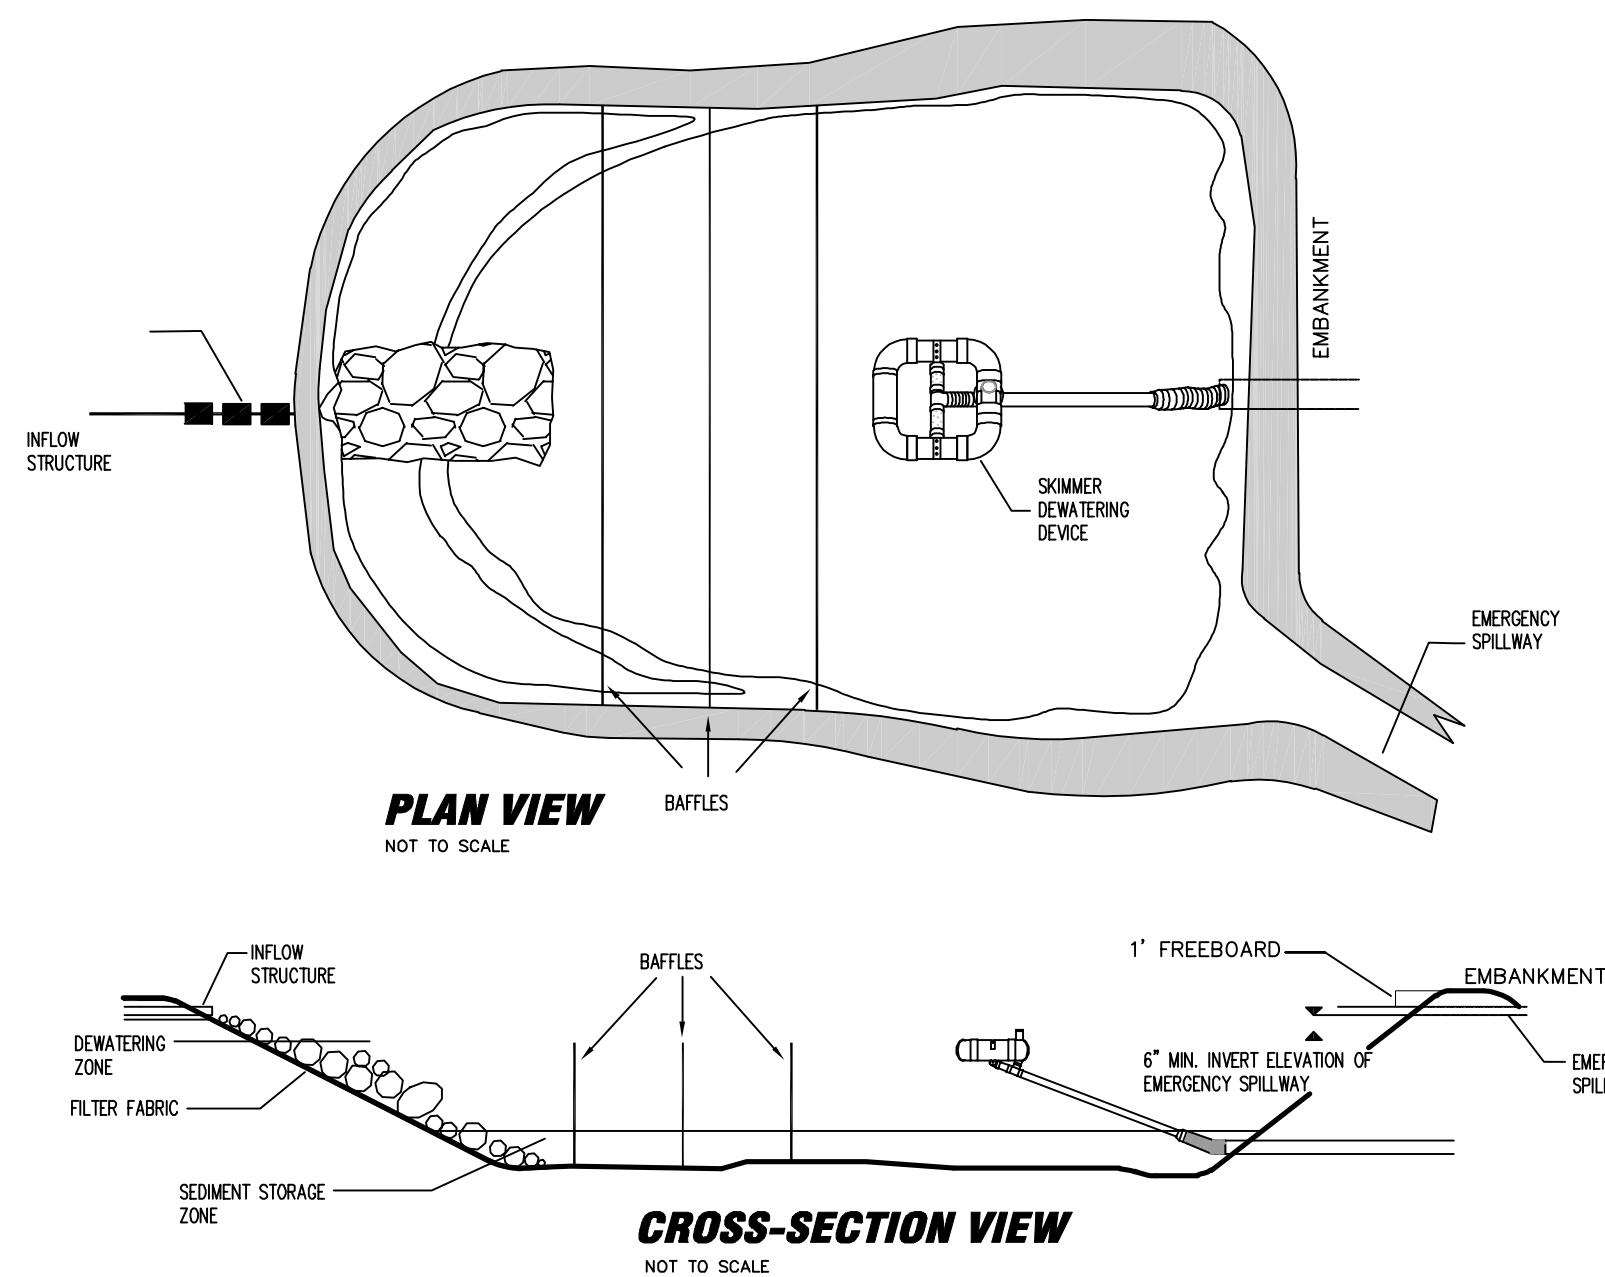 EMBANKMENT
INFLOW
STRUCTURE
SKIMMER
DEWATERING
DEVICE
EMERGENCY
SPILLWAY
BAFFLES
PLAN VIEW
NOT TO SCALE
INFLOW
STRUCTURE
BAFFLES
1' FREEBOARD
EMBANKMENT
DEWATERING
ZONE
6" MIN. INVERT ELEVATION OF
EMERGENCY SPILLWAY
FILTER FABRIC
SEDIMENT STORAGE
ZONE
CROSS-SECTION VIEW
NOT TO SCALE